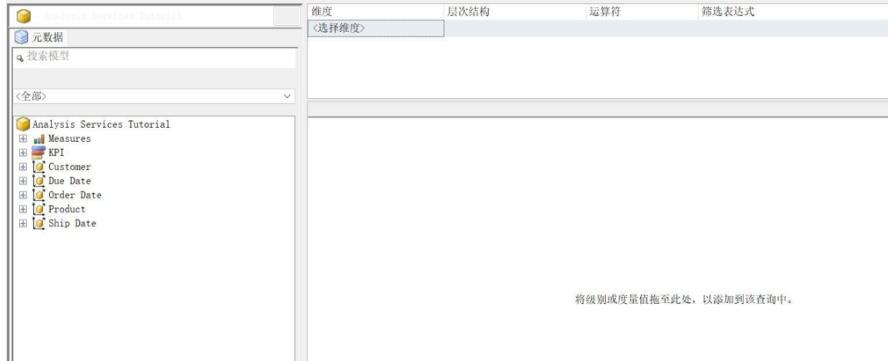 Analysis Services Tutorial
元数据
搜索模型
<全部>
Analysis Services Tutorial
Measures
KPI
Customer
Due Date
Order Date
Product
Ship Date
维度 层次结构 运算符 筛选表达式
<选择维度>
将级别或度量值拖至此处，以添加到该查询中。